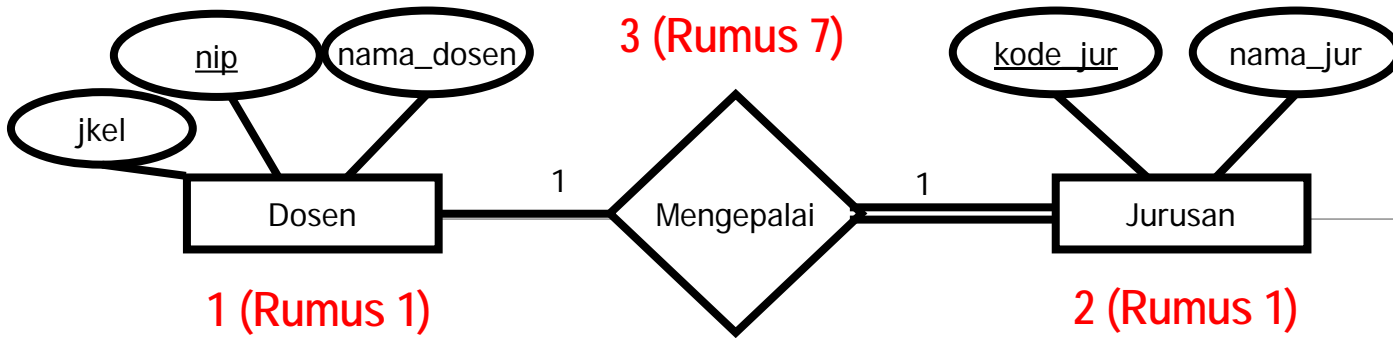 3 (Rumus 7)
nip
nama_dosen
kode_jur
nama_jur
jkel
1
1
Dosen
Mengepalai
Jurusan
1 (Rumus 1)
2 (Rumus 1)